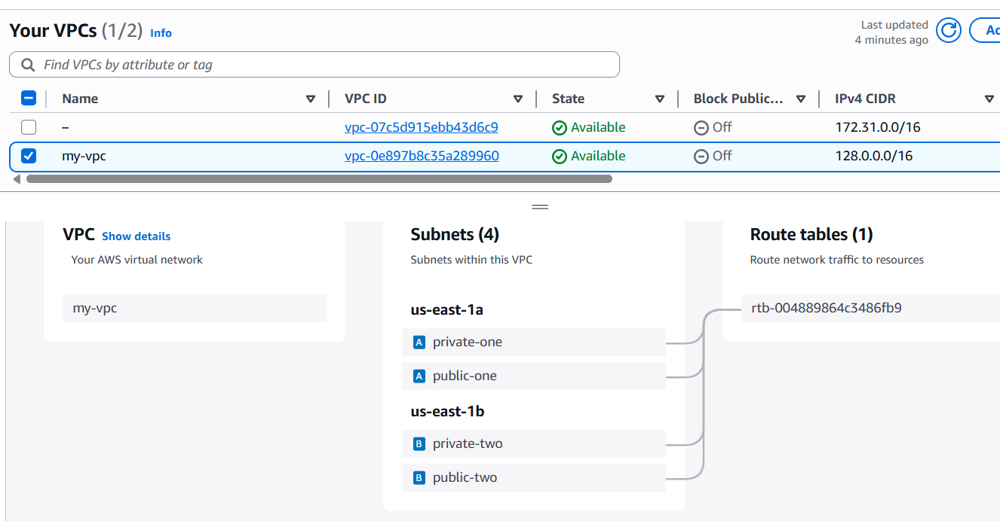 Your VPCs (1/2) Info
Last updated
4 minutes ago
Ac
Find VPCs by attribute or tag
Name VPC ID State Block Public... IPv4 CIDR
– vpc-07c5d915ebb43d6c9 Available Off 172.31.0.0/16
my-vpc vpc-0e897b8c35a289960 Available Off 128.0.0.0/16
VPC Show details
Your AWS virtual network
my-vpc
Subnets (4)
Subnets within this VPC
us-east-1a
A private-one
A public-one
us-east-1b
B private-two
B public-two
Route tables (1)
Route network traffic to resources
rtb-004889864c3486fb9